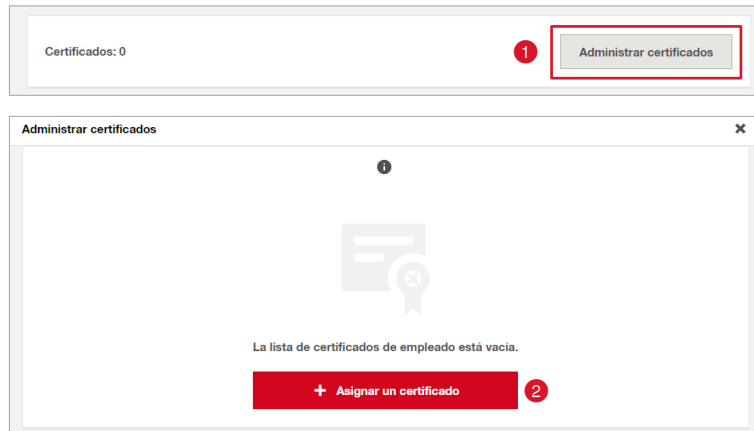 Certificados: 0
1
Administrar certificados
Administrar certificados
La lista de certificados de empleado está vacía.
+ Asignar un certificado
2